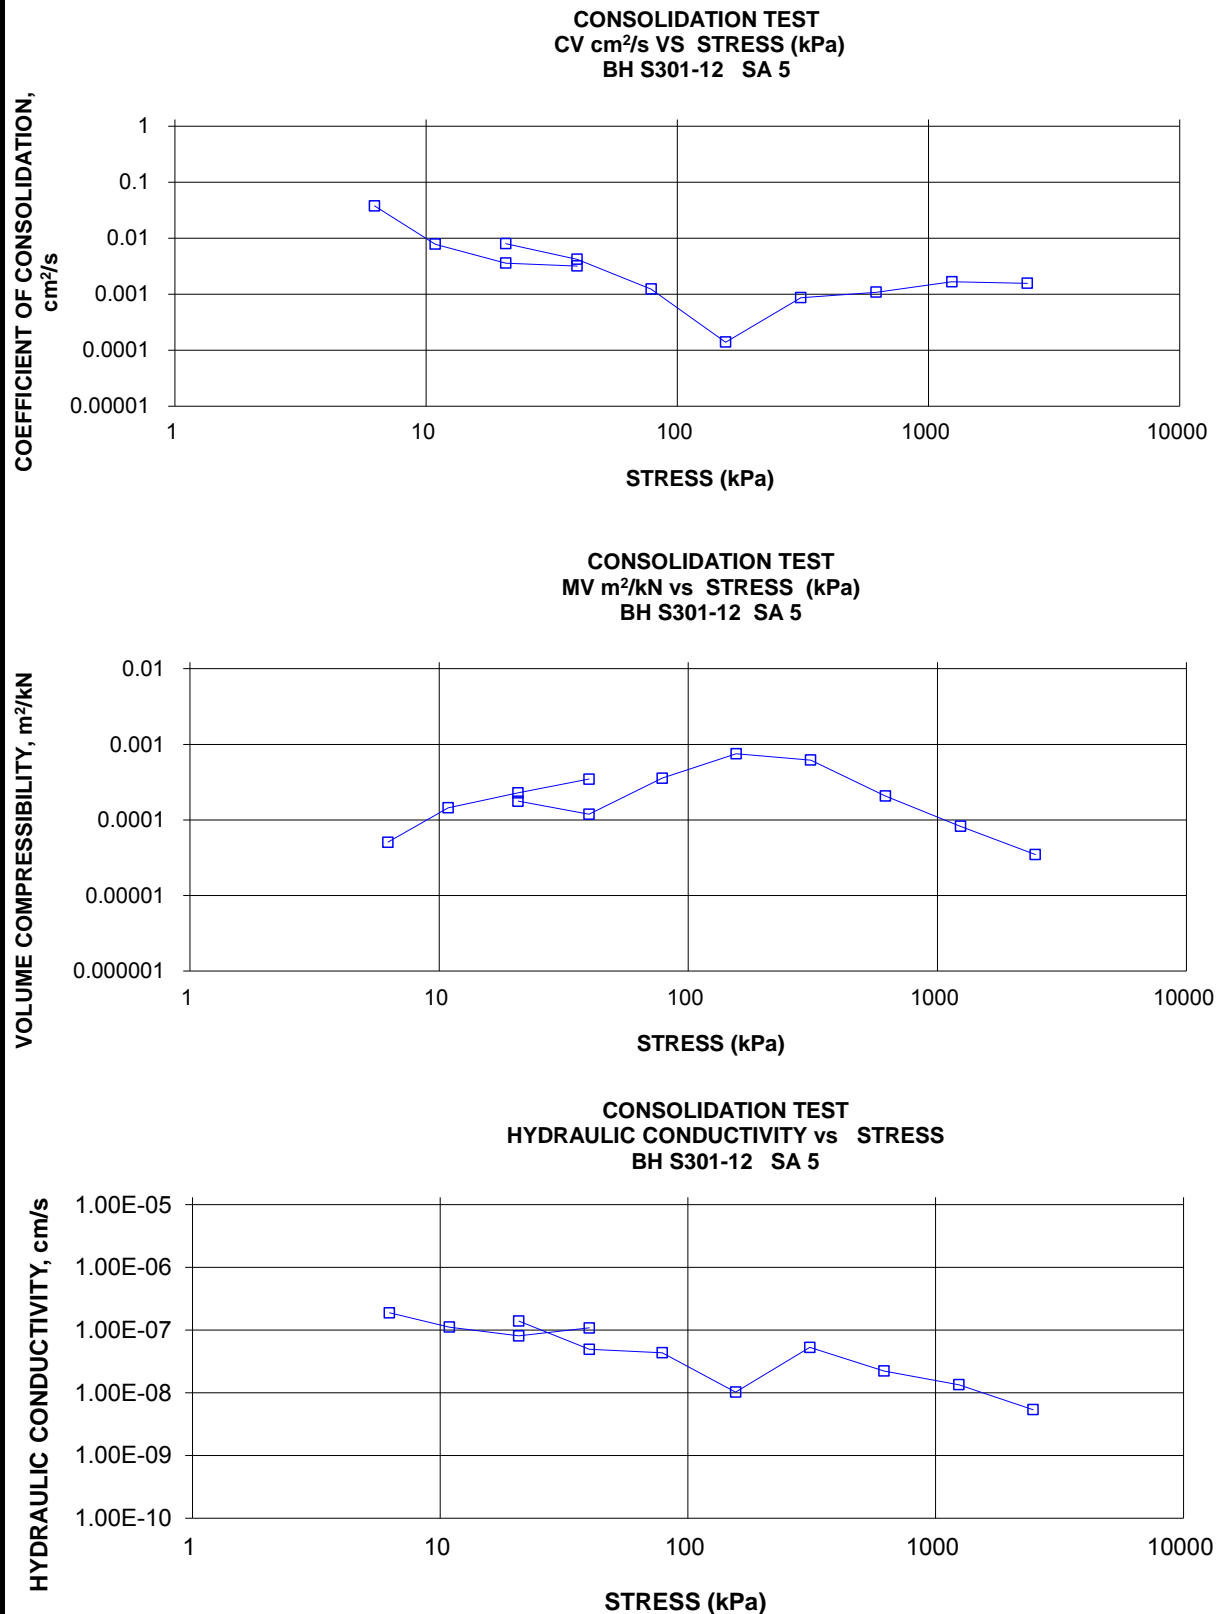 CONSOLIDATION TEST
CV cm²/s VS STRESS (kPa)
BH S301-12 SA 5
COEFFICIENT OF CONSOLIDATION,
cm²/s
1
0.1
0.01
0.001
0.0001
0.00001
1 10 100 1000 10000
STRESS (kPa)
CONSOLIDATION TEST
MV m²/kN vs STRESS (kPa)
BH S301-12 SA 5
VOLUME COMPRESSIBILITY, m²/kN
0.01
0.001
0.0001
0.00001
0.000001
1 10 100 1000 10000
STRESS (kPa)
CONSOLIDATION TEST
HYDRAULIC CONDUCTIVITY vs STRESS
BH S301-12 SA 5
HYDRAULIC CONDUCTIVITY, cm/s
1.00E-05
1.00E-06
1.00E-07
1.00E-08
1.00E-09
1.00E-10
1 10 100 1000 10000
STRESS (kPa)